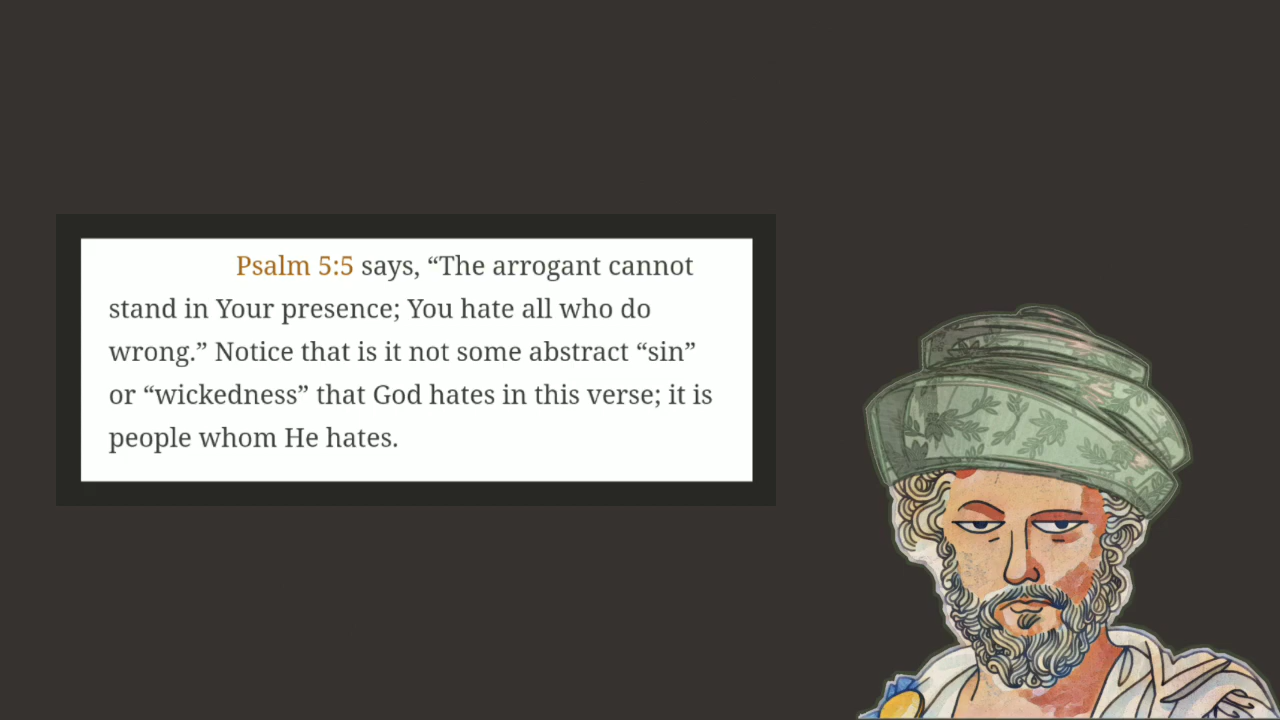 Psalm 5:5 says, “The arrogant cannot
stand in Your presence; You hate all who do
wrong.” Notice that is it not some abstract “sin”
or “wickedness” that God hates in this verse; it is
people whom He hates.